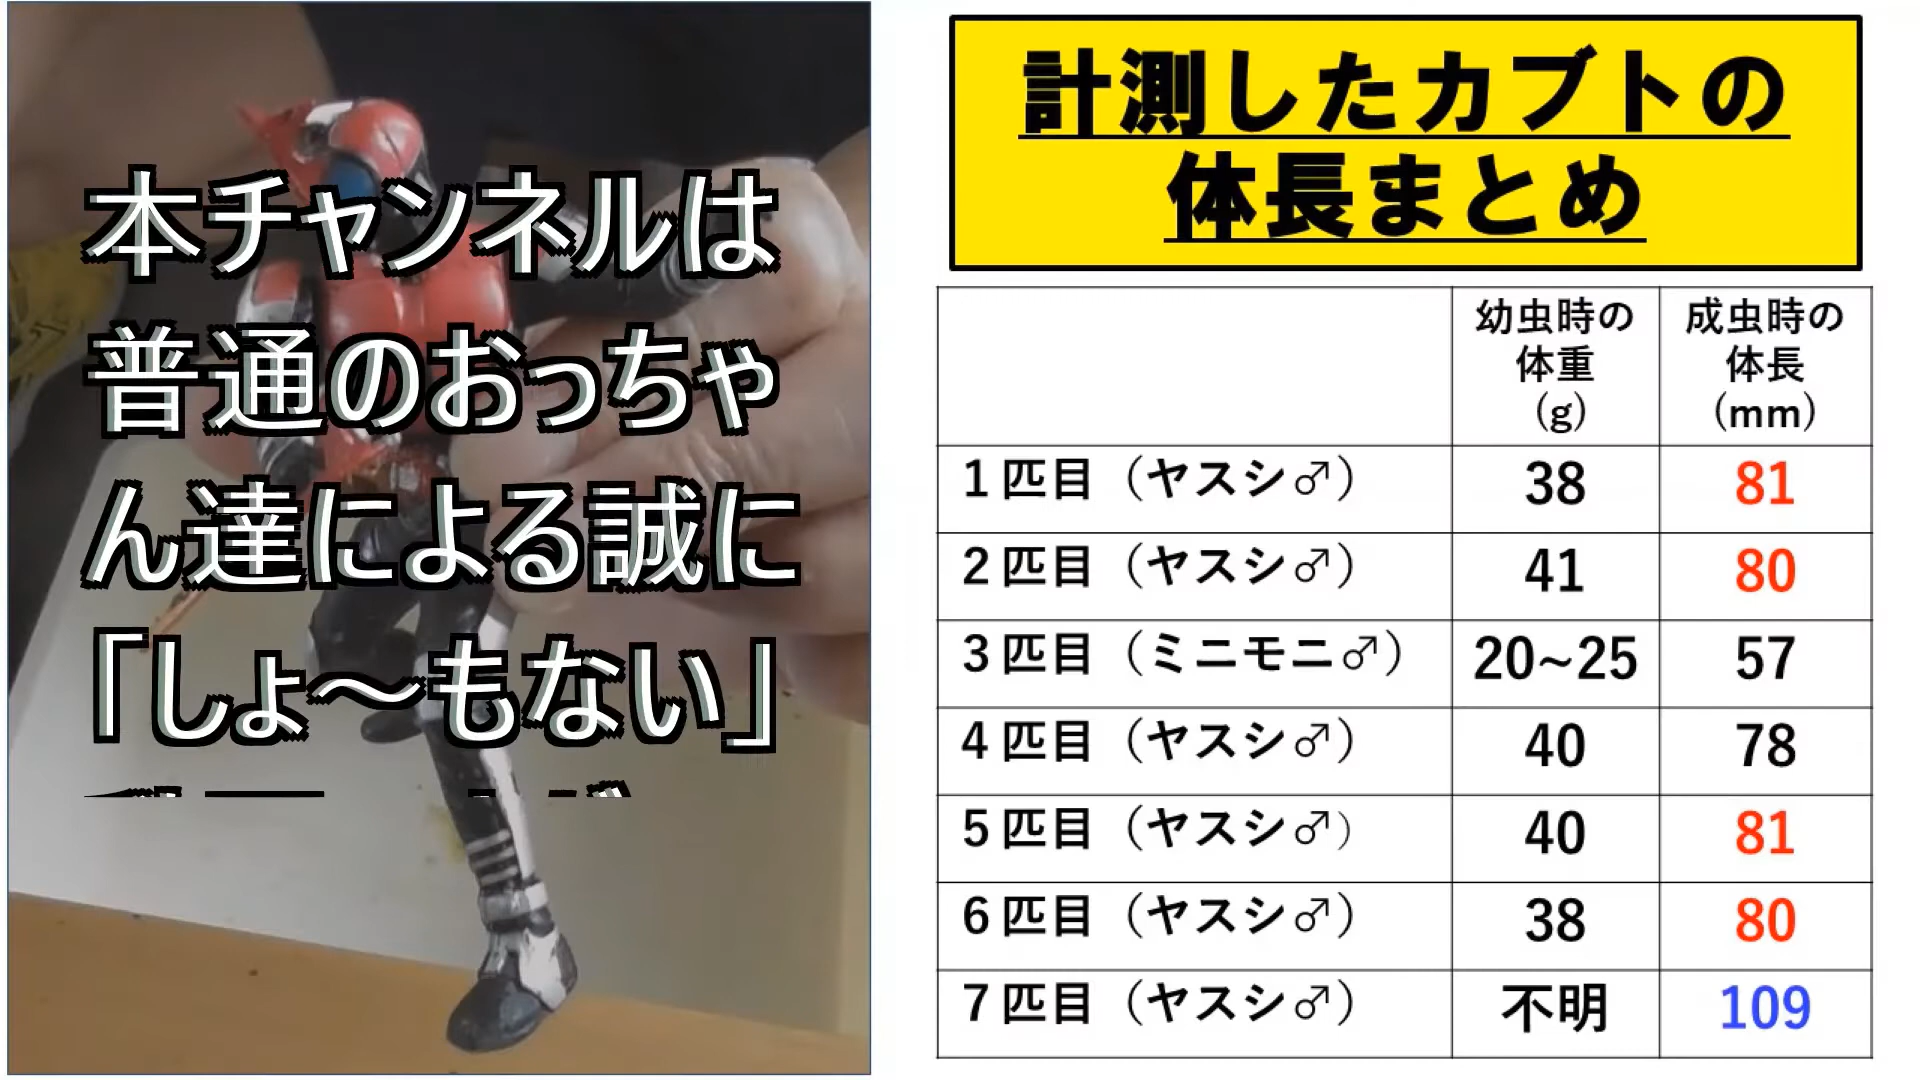 本チャンネルは
普通のおっちゃ
ん達による誠に
「しょ～もない」
計測したカブトの
体長まとめ
幼虫時の
体重
(g)
成虫時の
体長
(mm)
1匹目（ヤスシ♂） 38 81
2匹目（ヤスシ♂） 41 80
3匹目（ミニモニ♂） 20~25 57
4匹目（ヤスシ♂） 40 78
5匹目（ヤスシ♂） 40 81
6匹目（ヤスシ♂） 38 80
7匹目（ヤスシ♂） 不明 109